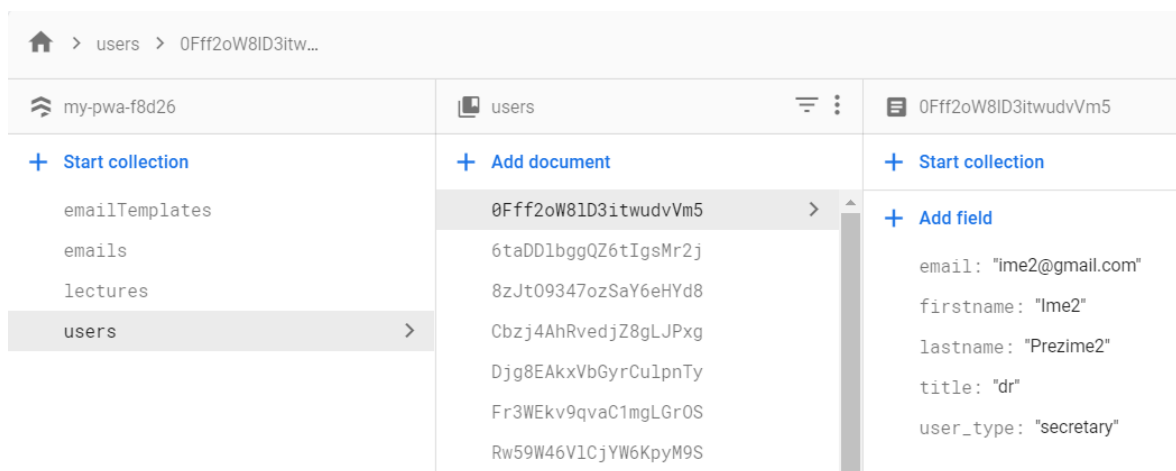 users > 0Fff2oW8lD3itw...
my-pwa-f8d26
+ Start collection
emailTemplates
emails
lectures
users
users
+ Add document
0Fff2oW8lD3itwudvVm5
6taDDlbggQZ6tIgsMr2j
8zJtO9347ozSaY6eHYd8
Cbzj4AhRvedjZ8gLJPxg
Djg8EAkxVbGyrCulpnTy
Fr3WEkv9qvaC1mgLGrOS
Rw59W46VlCjYW6KpyM9S
0Fff2oW8lD3itwudvVm5
+ Start collection
+ Add field
email: "ime2@gmail.com"
firstname: "Ime2"
lastname: "Prezime2"
title: "dr"
user_type: "secretary"